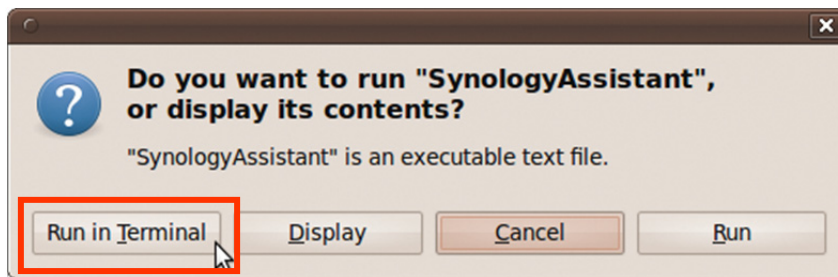 Do you want to run "SynologyAssistant",
or display its contents?
"SynologyAssistant" is an executable text file.
Run in Terminal Display Cancel Run